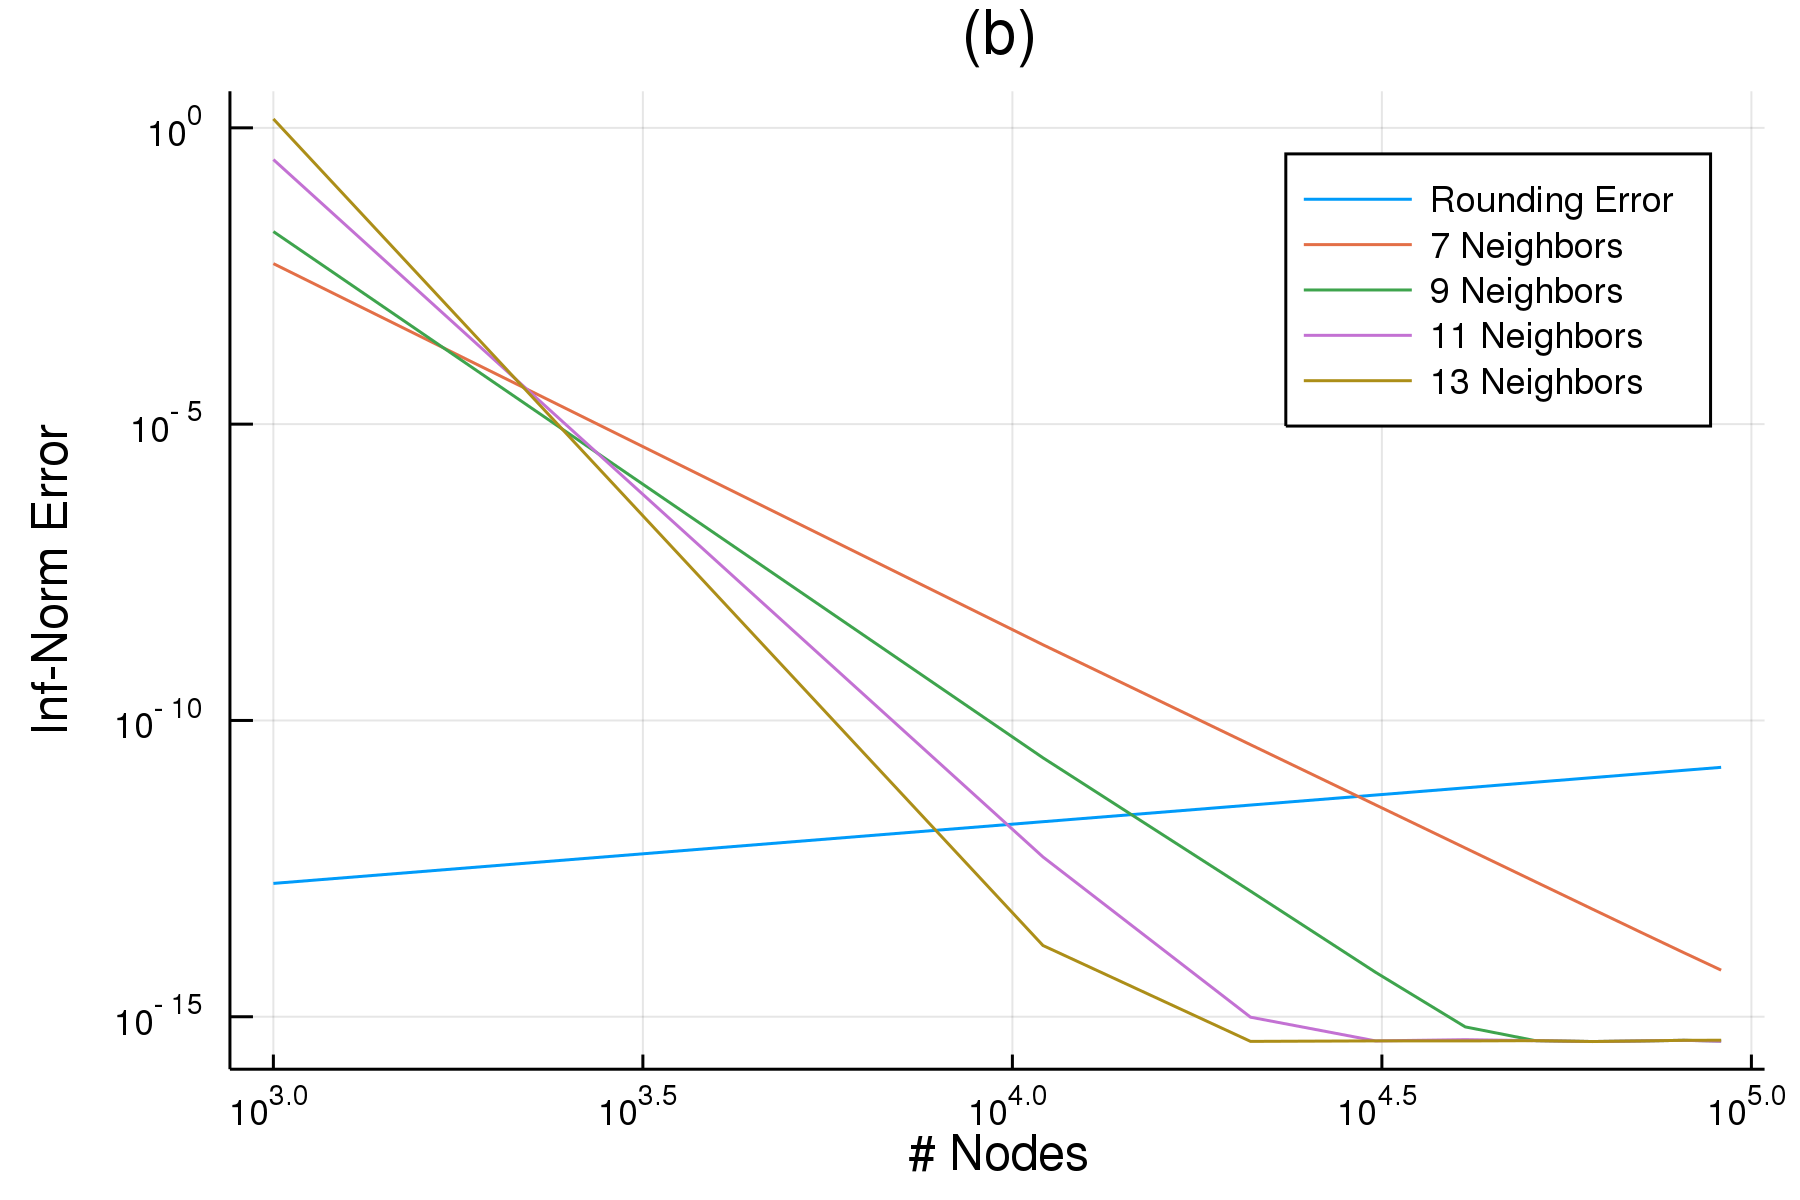 (b)
Inf-Norm Error
10^0
10^-5
10^-10
10^-15
Rounding Error
7 Neighbors
9 Neighbors
11 Neighbors
13 Neighbors
10^3.0 10^3.5 10^4.0 10^4.5 10^5.0
# Nodes